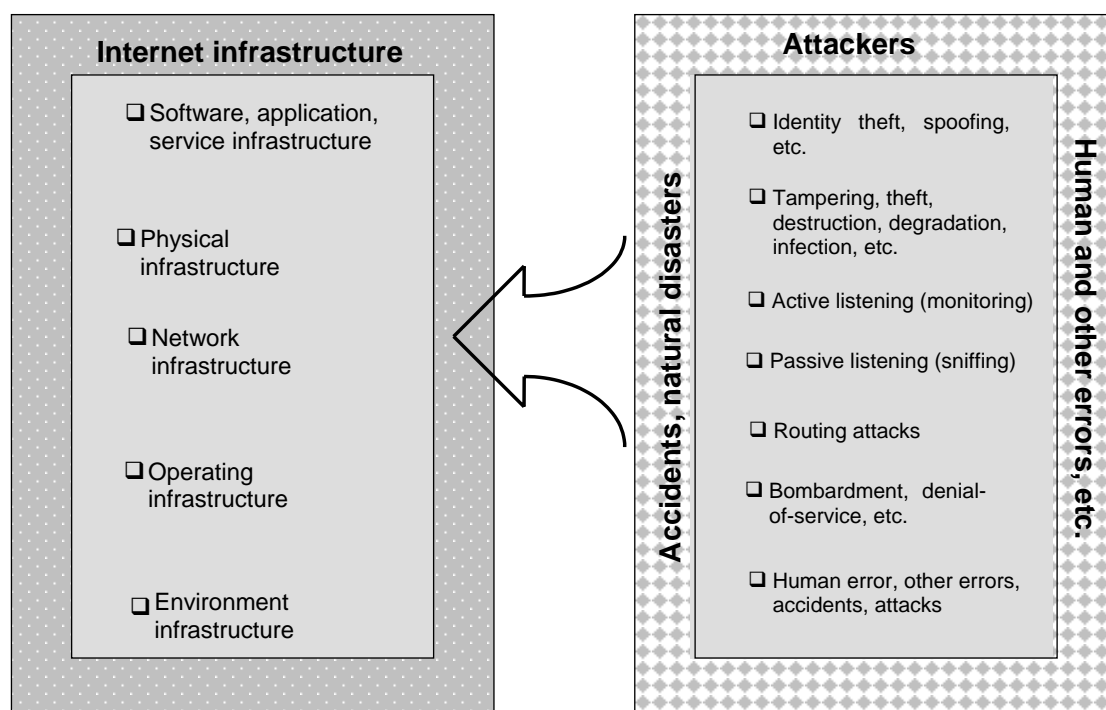 Internet infrastructure
❑ Software, application,
service infrastructure
❑ Physical
infrastructure
❑ Network
infrastructure
❑ Operating
infrastructure
❑ Environment
infrastructure
Attackers
Accidents, natural disasters
❑ Identity theft, spoofing,
etc.
❑ Tampering, theft,
destruction, degradation,
infection, etc.
❑ Active listening (monitoring)
❑ Passive listening (sniffing)
❑ Routing attacks
❑ Bombardment, denial-
of-service, etc.
❑ Human error, other errors,
accidents, attacks
Human and other errors, etc.